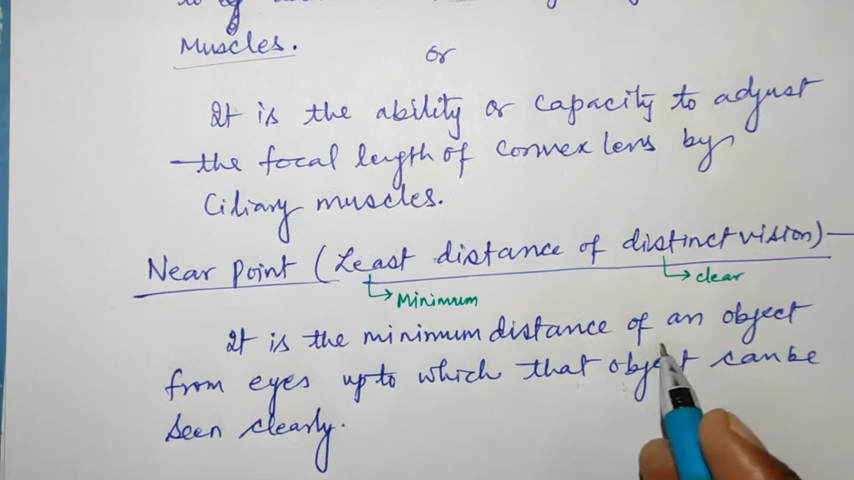 Muscles.
or
It is the ability or capacity to adjust
the focal length of convex lens by
Ciliary muscles.
Near point (Least distance of distinct vision) —
Minimum
clear
It is the minimum distance of an object
from eyes upto which that object can be
seen clearly.